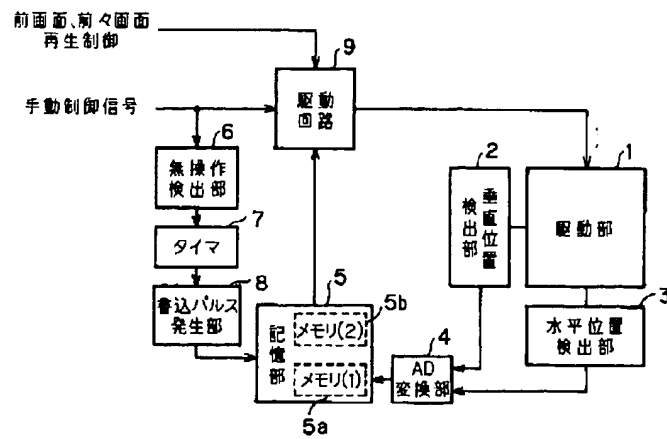 前画面、前々画面
再生制御
手動制御信号
9
駆動
回路
6
無操作
検出部
7
タイマ
8
書込パルス
発生部
5
記憶部
5b
メモリ(2)
メモリ(1)
5a
4
AD
変換部
2
垂直位置
検出部
1
駆動部
3
水平位置
検出部